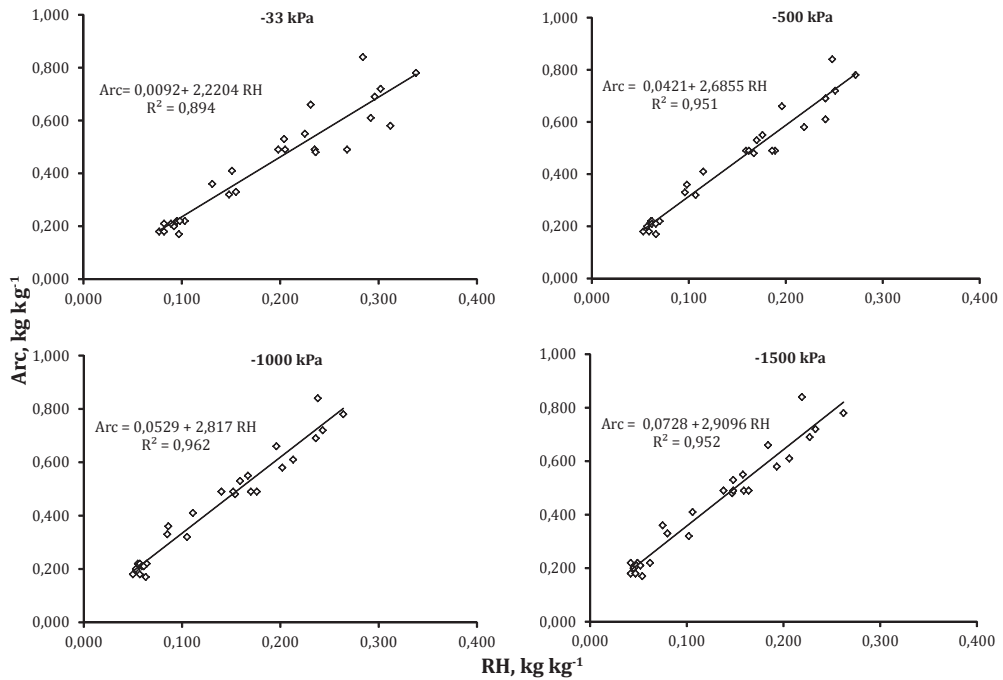 -33 kPa
1,000
0,800
0,600
0,400
0,200
0,000
Arc= 0,0092+ 2,2204 RH
R² = 0,894
0,000 0,100 0,200 0,300 0,400
-500 kPa
1,000
0,800
0,600
0,400
0,200
0,000
Arc= 0,0421+ 2,6855 RH
R² = 0,951
0,000 0,100 0,200 0,300 0,400
Arc, kg kg⁻¹
-1000 kPa
1,000
0,800
0,600
0,400
0,200
0,000
Arc = 0,0529 + 2,817 RH
R² = 0,962
0,000 0,100 0,200 0,300 0,400
-1500 kPa
1,000
0,800
0,600
0,400
0,200
0,000
Arc = 0,0728 +2,9096 RH
R² = 0,952
0,000 0,100 0,200 0,300 0,400
RH, kg kg⁻¹